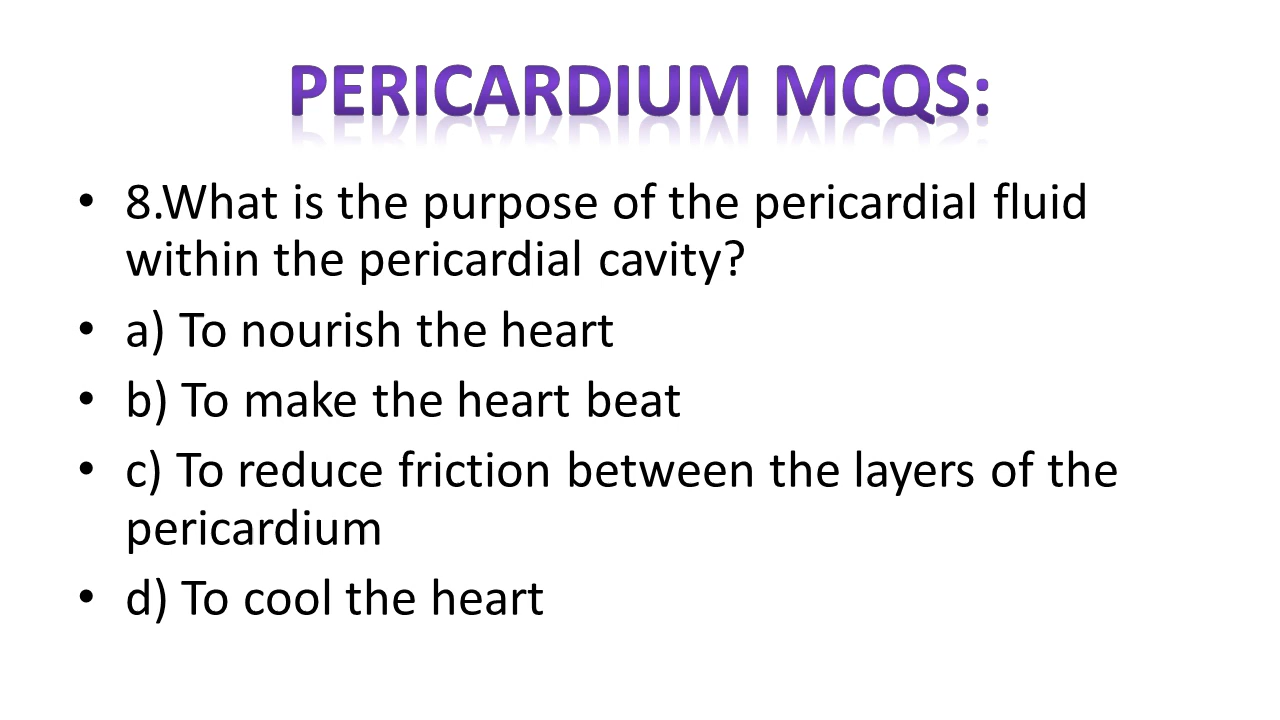 PERICARDIUM MCQS:
• 8.What is the purpose of the pericardial fluid
within the pericardial cavity?
• a) To nourish the heart
• b) To make the heart beat
• c) To reduce friction between the layers of the
pericardium
• d) To cool the heart